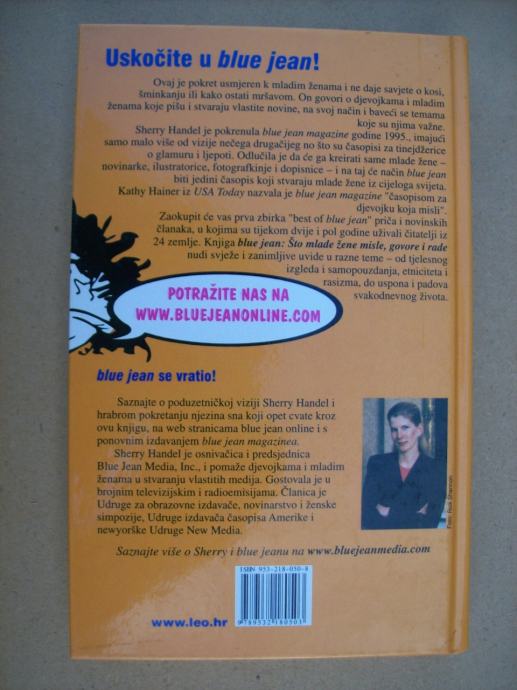 Uskočite u blue jean!
Ovaj je pokret usmjeren k mladim ženama i ne daje savjete o kosi,
šminkanju ili kako ostati mršavom. On govori o djevojkama i mladim
ženama koje pišu i stvaraju vlastite novine, na svoj način i baveći se temama
koje su njima važne.
Sherry Handel je pokrenula blue jean magazine godine 1995., imajući
samo malo više od vizije nečega drugačijeg no što su časopisi za tinejdžerice
o glamuru i ljepoti. Odlučila je da će ga kreirati same mlade žene –
novinarke, ilustratorice, fotografkinje i dopisnice – i na taj će način blue jean
biti jedini časopis koji stvaraju mlade žene iz cijeloga svijeta.
Kathy Hainer iz USA Today nazvala je blue jean magazine "časopisom za
djevojku koja misli".
Zaokupit će vas prva zbirka "best of blue jean" priča i novinskih
članaka, u kojima su tijekom dvije i pol godine uživali čitatelji iz
24 zemlje. Knjiga blue jean: Što mlade žene misle, govore i rade
nudi svježe i zanimljive uvide u razne teme – od tjelesnog
izgleda i samopouzdanja, etniciteta i
rasizma, do uspona i padova
svakodnevnog života.
POTRAŽITE NAS NA
WWW.BLUEJEANONLINE.COM
blue jean se vratio!
Saznajte o poduzetničkoj viziji Sherry Handel i
hrabrom pokretanju njezina sna koji opet cvate kroz
ovu knjigu, na web stranicama blue jean online i s
ponovnim izdavanjem blue jean magazinea.
Sherry Handel je osnivačica i predsjednica
Blue Jean Media, Inc., i pomaže djevojkama i mladim
ženama u stvaranju vlastitih medija. Gostovala je u
brojnim televizijskim i radioemisijama. Članica je
Udruge za obrazovne izdavače, novinarstvo i ženske
simpozije, Udruge izdavača časopisa Amerike i
newyorške Udruge New Media.
Foto: Rick Shannon
Saznajte više o Sherry i blue jeanu na www.bluejeanmedia.com
ISBN 953-218-050-8
www.leo.hr
9 789532 180503